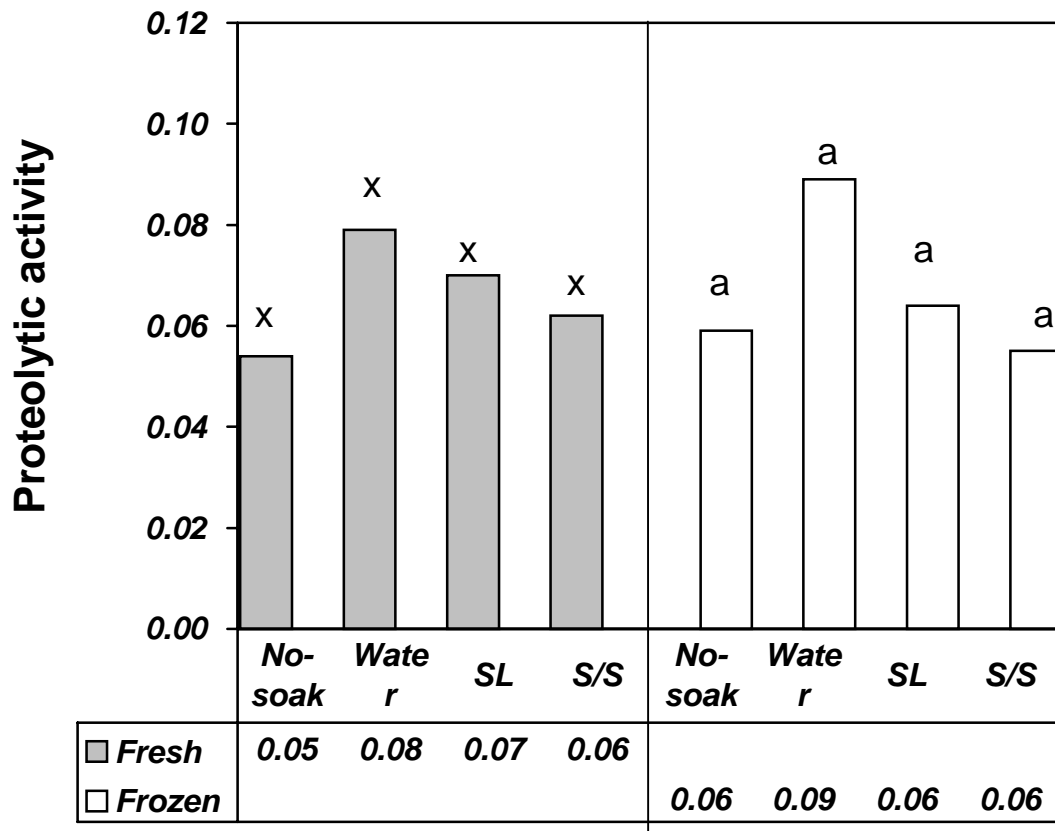 Proteolytic activity
0.12
0.10
0.08
0.06
0.04
0.02
0.00
x x x x a a a a
No- Wate SL S/S No- Wate SL S/S
soak r soak r
Fresh 0.05 0.08 0.07 0.06
Frozen 0.06 0.09 0.06 0.06